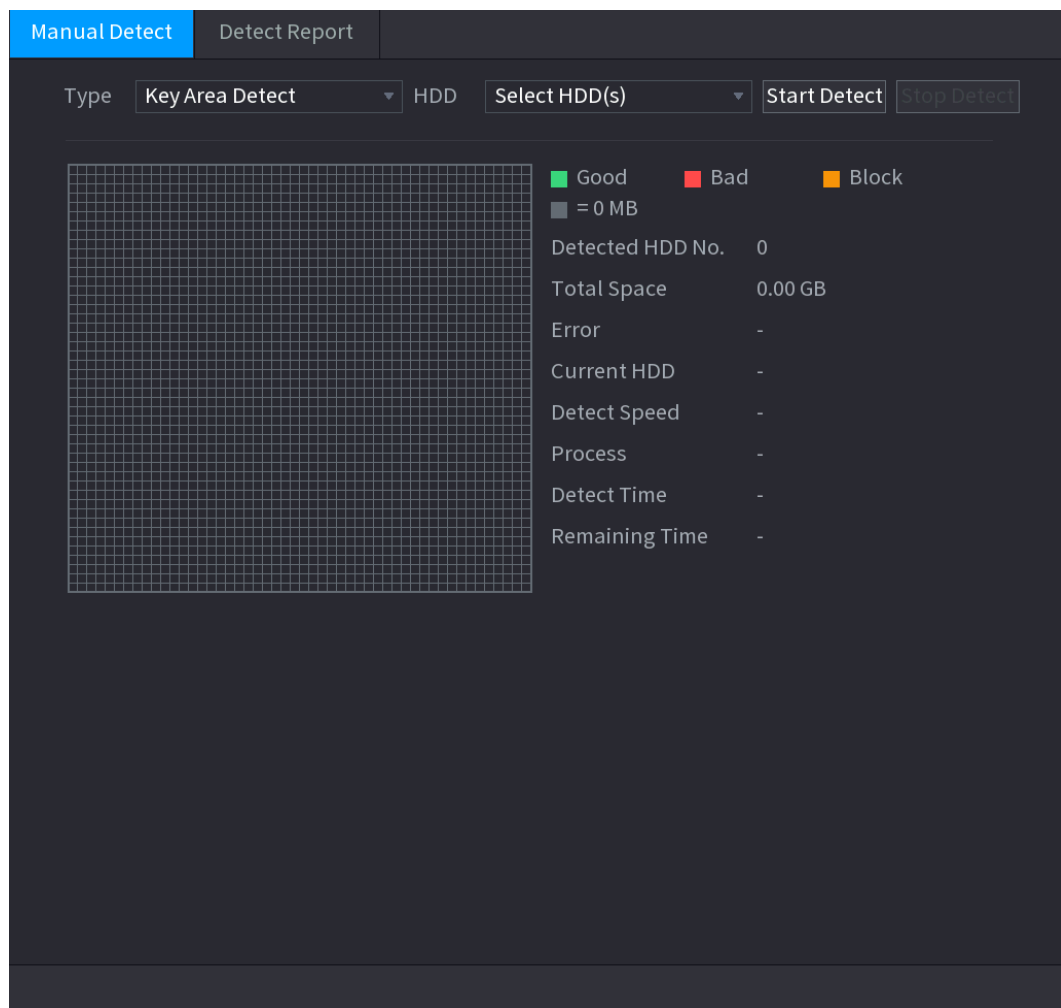 Manual Detect Detect Report
Type Key Area Detect HDD Select HDD(s) Start Detect Stop Detect
Good Bad Block
= 0 MB
Detected HDD No. 0
Total Space 0.00 GB
Error -
Current HDD -
Detect Speed -
Process -
Detect Time -
Remaining Time -